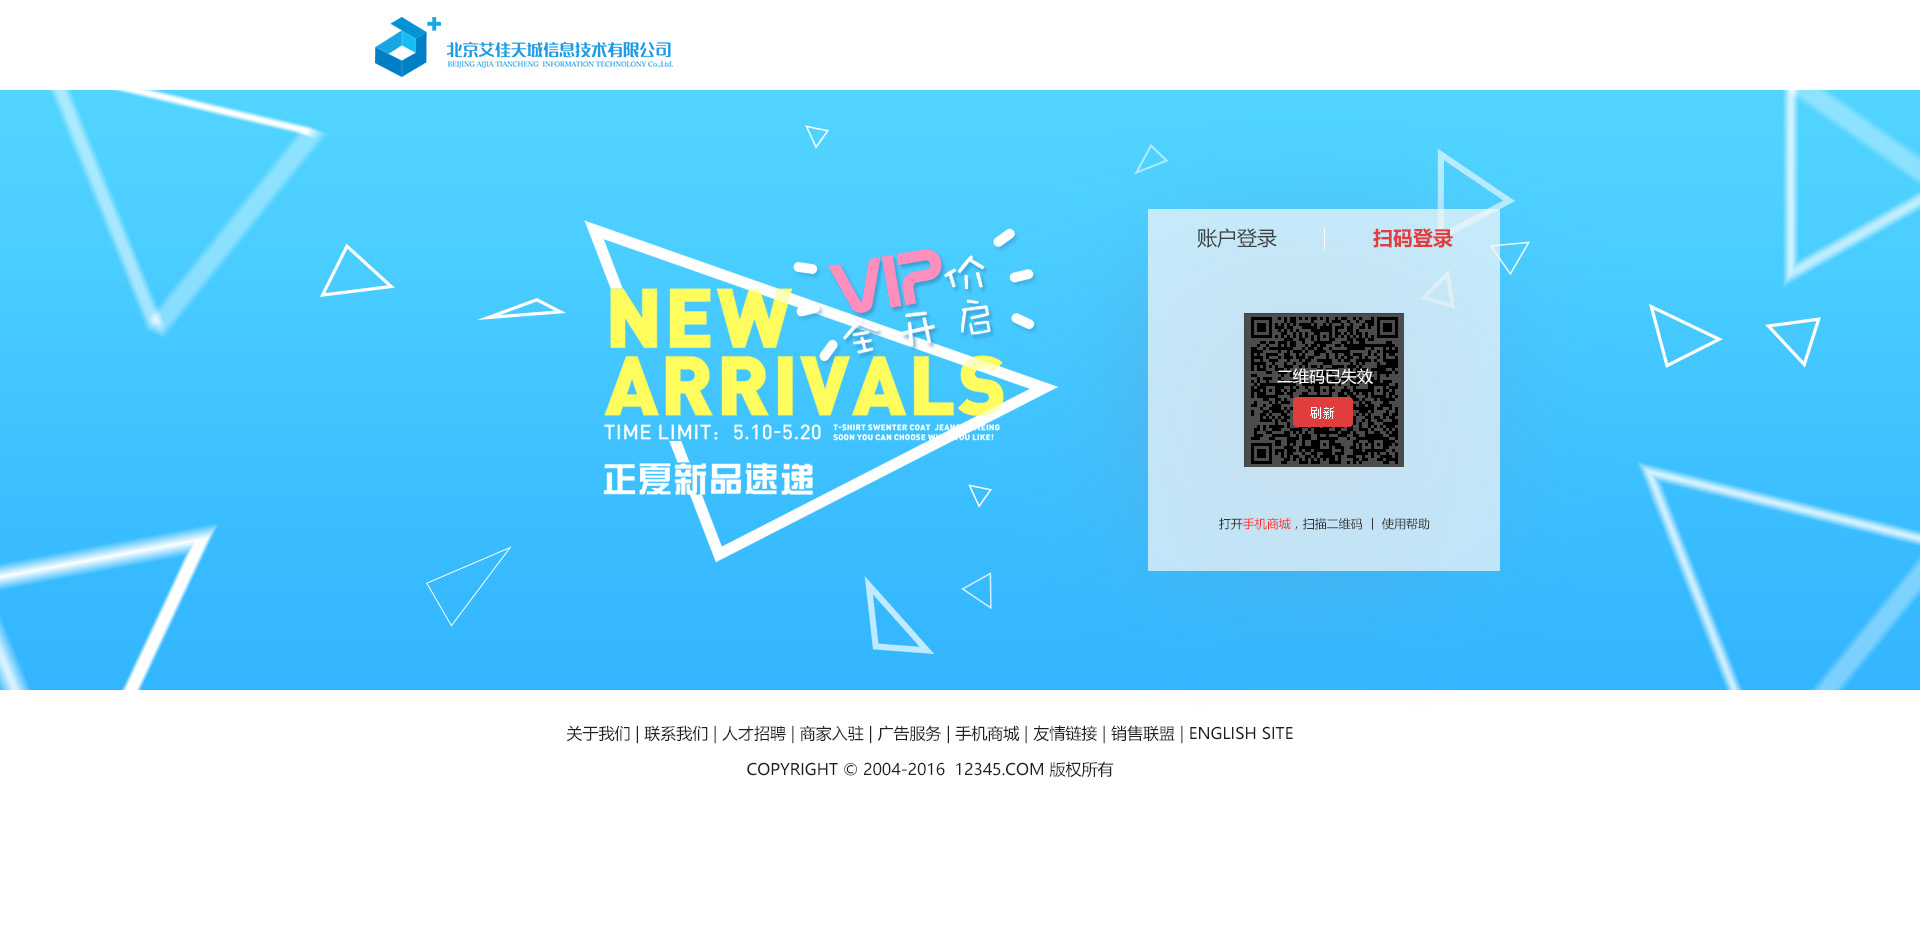 北京艾佳天城信息技术有限公司
BEIJING AIJIA TIANCHENG INFORMATION TECHNOLONY Co.,Ltd.
VIP价
全开启
NEW
ARRIVALS
TIME LIMIT: 5.10-5.20
T-SHIRT SWENTER COAT JEANS
SOON YOU CAN CHOOSE WHAT YOU LIKE!
正夏新品速递
账户登录
扫码登录
二维码已失效
刷新
打开手机商城，扫描二维码 | 使用帮助
关于我们 | 联系我们 | 人才招聘 | 商家入驻 | 广告服务 | 手机商城 | 友情链接 | 销售联盟 | ENGLISH SITE
COPYRIGHT © 2004-2016 12345.COM 版权所有